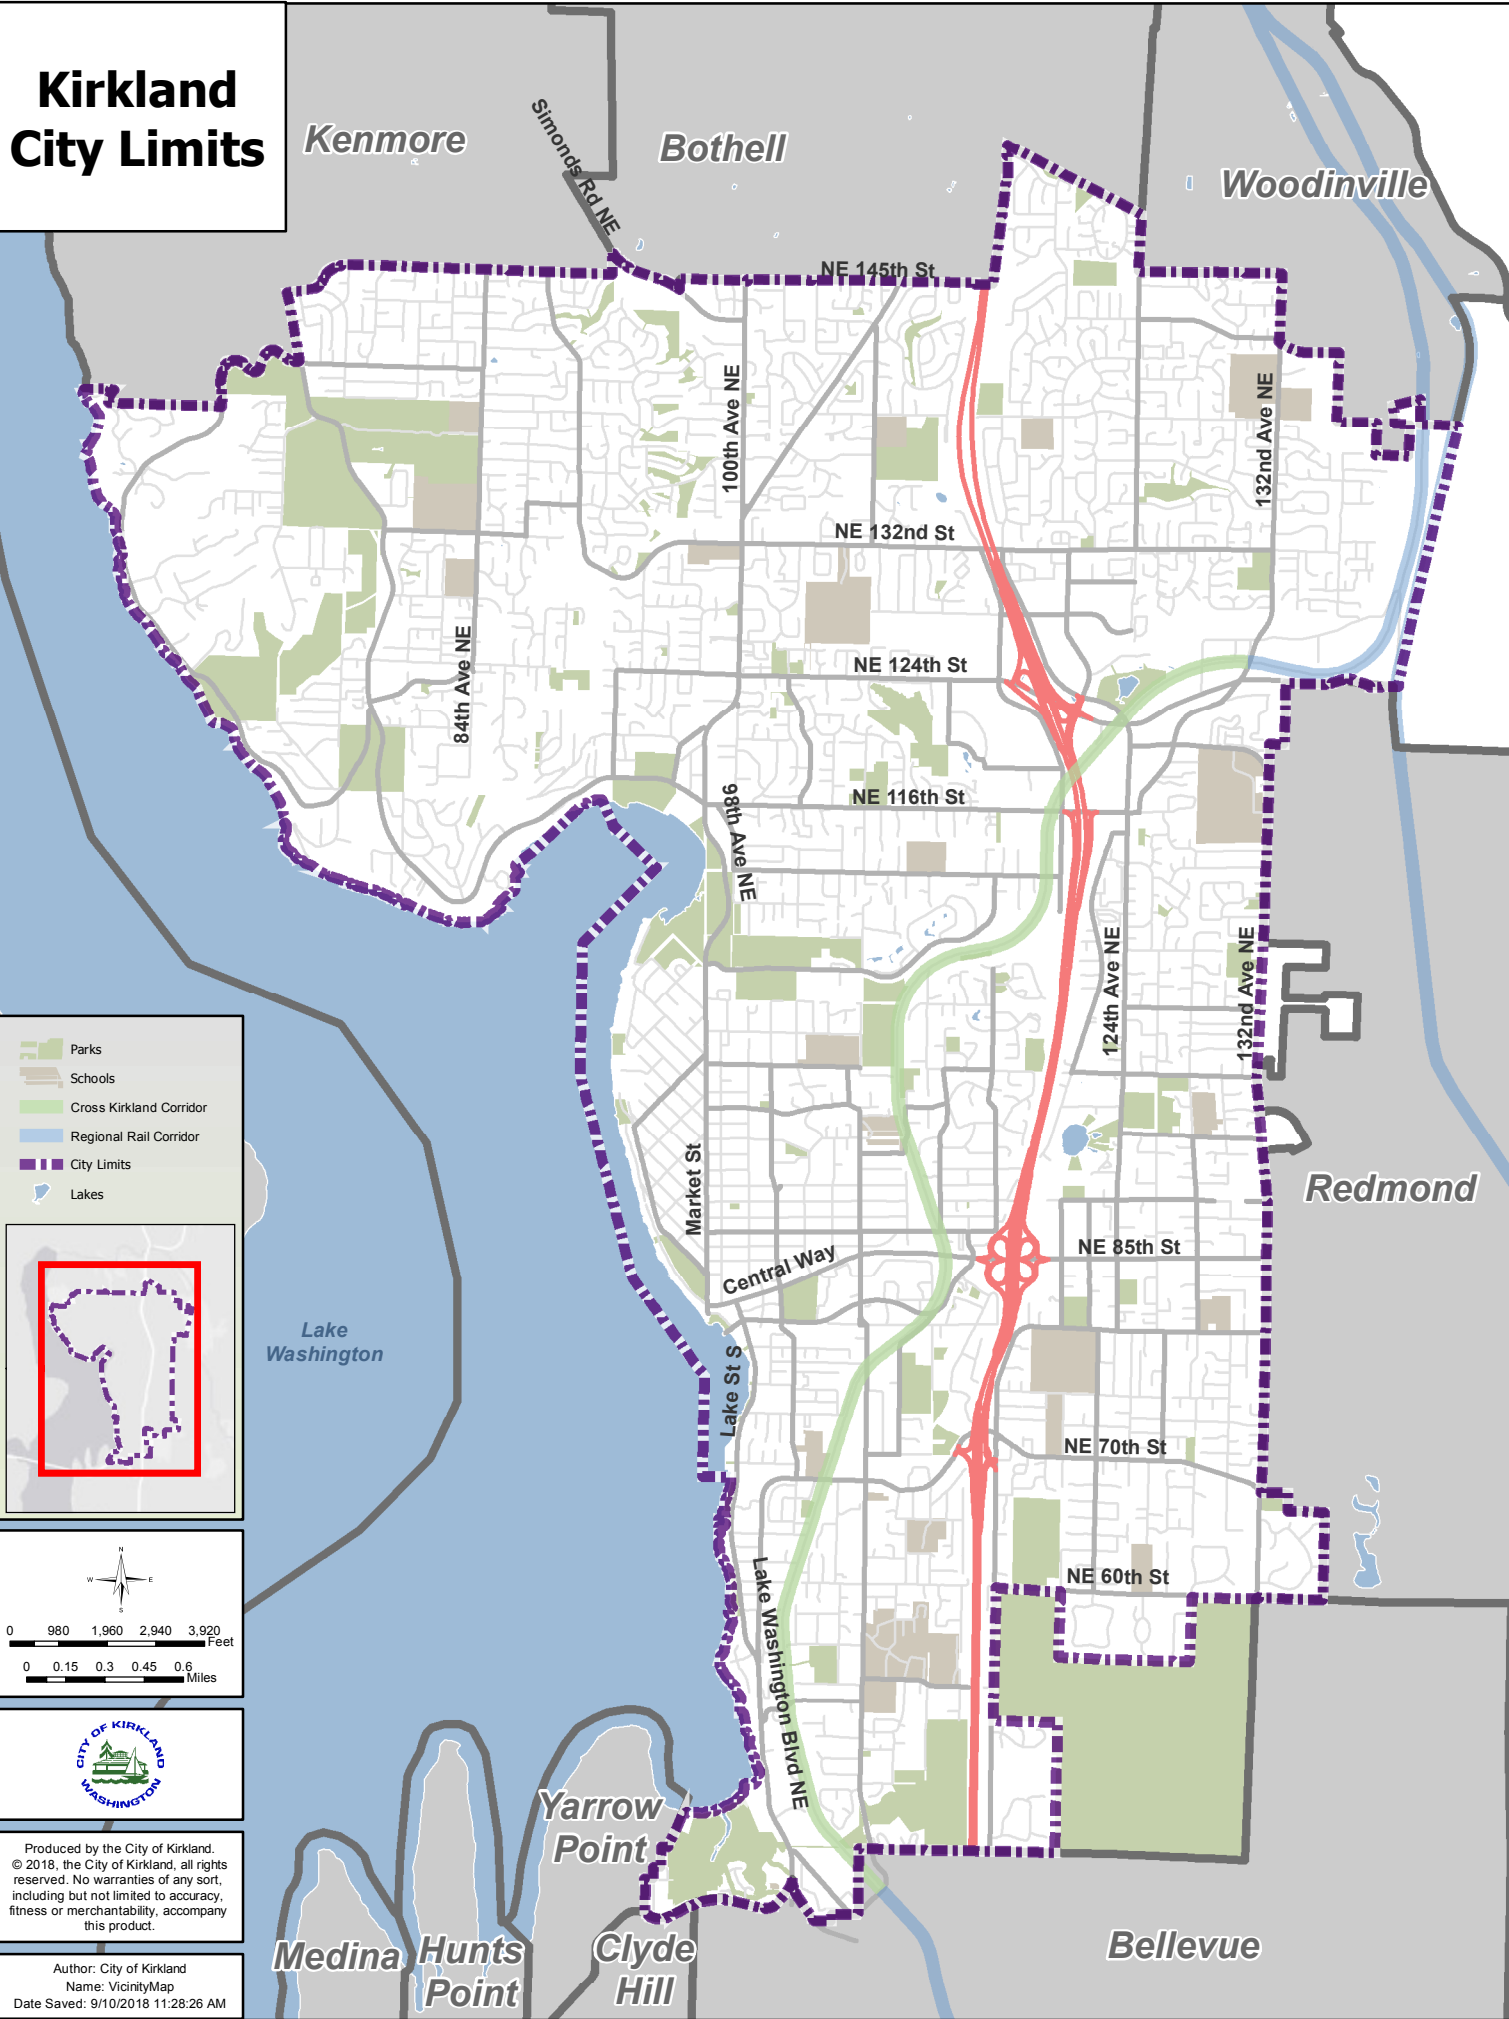 Kirkland
City Limits
Kenmore
Simonds Rd NE
Bothell
Woodinville
NE 145th St
100th Ave NE
132nd Ave NE
NE 132nd St
84th Ave NE
NE 124th St
98th Ave NE
NE 116th St
124th Ave NE
132nd Ave NE
Parks
Schools
Cross Kirkland Corridor
Regional Rail Corridor
City Limits
Lakes
Market St
Redmond
Central Way
NE 85th St
Lake
Washington
Lake St S
NE 70th St
NE 60th St
Lake Washington Blvd NE
N
W
E
S
0 980 1,960 2,940 3,920
Feet
0 0.15 0.3 0.45 0.6
Miles
CITY OF KIRKLAND
WASHINGTON
Yarrow
Point
Produced by the City of Kirkland.
© 2018, the City of Kirkland, all rights
reserved. No warranties of any sort,
including but not limited to accuracy,
fitness or merchantability, accompany
this product.
Medina
Hunts
Point
Clyde
Hill
Bellevue
Author: City of Kirkland
Name: VicinityMap
Date Saved: 9/10/2018 11:28:26 AM